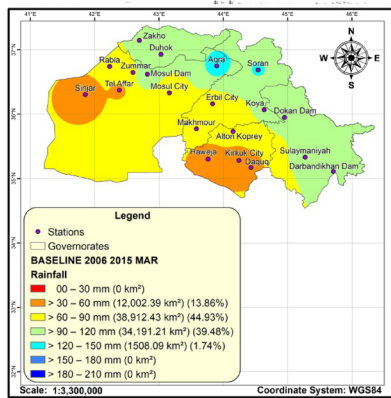 42°E 43°E 44°E 45°E 46°E
N
W E
S
37°N
36°N
35°N
34°N
33°N
32°N
Zakho
Duhok
Rabia
Zummar
Aqra
Soran
Mosul Dam
Sinjar
Tel Affar
Mosul City
Erbil City
Koya
Dokan Dam
Makhmour
Alton Koprey
Haweja
Kirkuk City
Daquq
Sulaymaniyah
Darbandikhan Dam
Legend
Stations
Governorates
BASELINE 2006 2015 MAR
Rainfall
00 - 30 mm (0 km²)
> 30 - 60 mm (12,002.39 km²) (13.86%)
> 60 - 90 mm (38,912.43 km²) (44.93%)
> 90 - 120 mm (34,191.21 km²) (39.48%)
> 120 - 150 mm (1508.09 km²) (1.74%)
> 150 - 180 mm (0 km²)
> 180 - 210 mm (0 km²)
Scale: 1:3,300,000 Coordinate System: WGS84